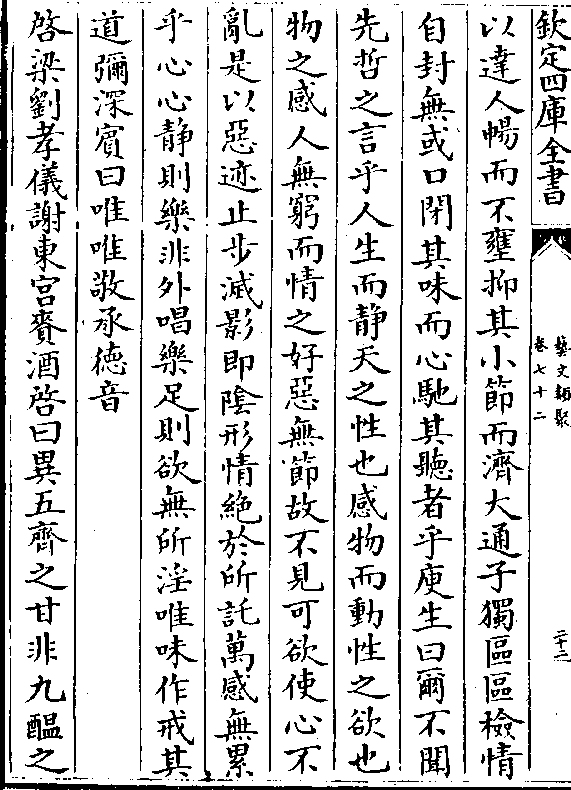 欽定四庫全書
藝文類聚
卷七十二
二十二
以達人暢而不壅抑其小節而濟大通子獨區區檢情
自封無或口閉其味而心馳其聽者乎庾生曰爾不聞
先哲之言乎人生而靜天之性也感物而動性之欲也
物之感人無窮而情之好惡無節故不見可欲使心不
亂是以惡迹止步滅影即陰形情絶於所託萬感無累
乎心心靜則樂非外唱樂足則欲無所淫唯味作戒其
道彌深賓曰唯唯敬承德音
啓梁劉孝儀謝東宮賚酒啓曰異五齊之甘非九醞之